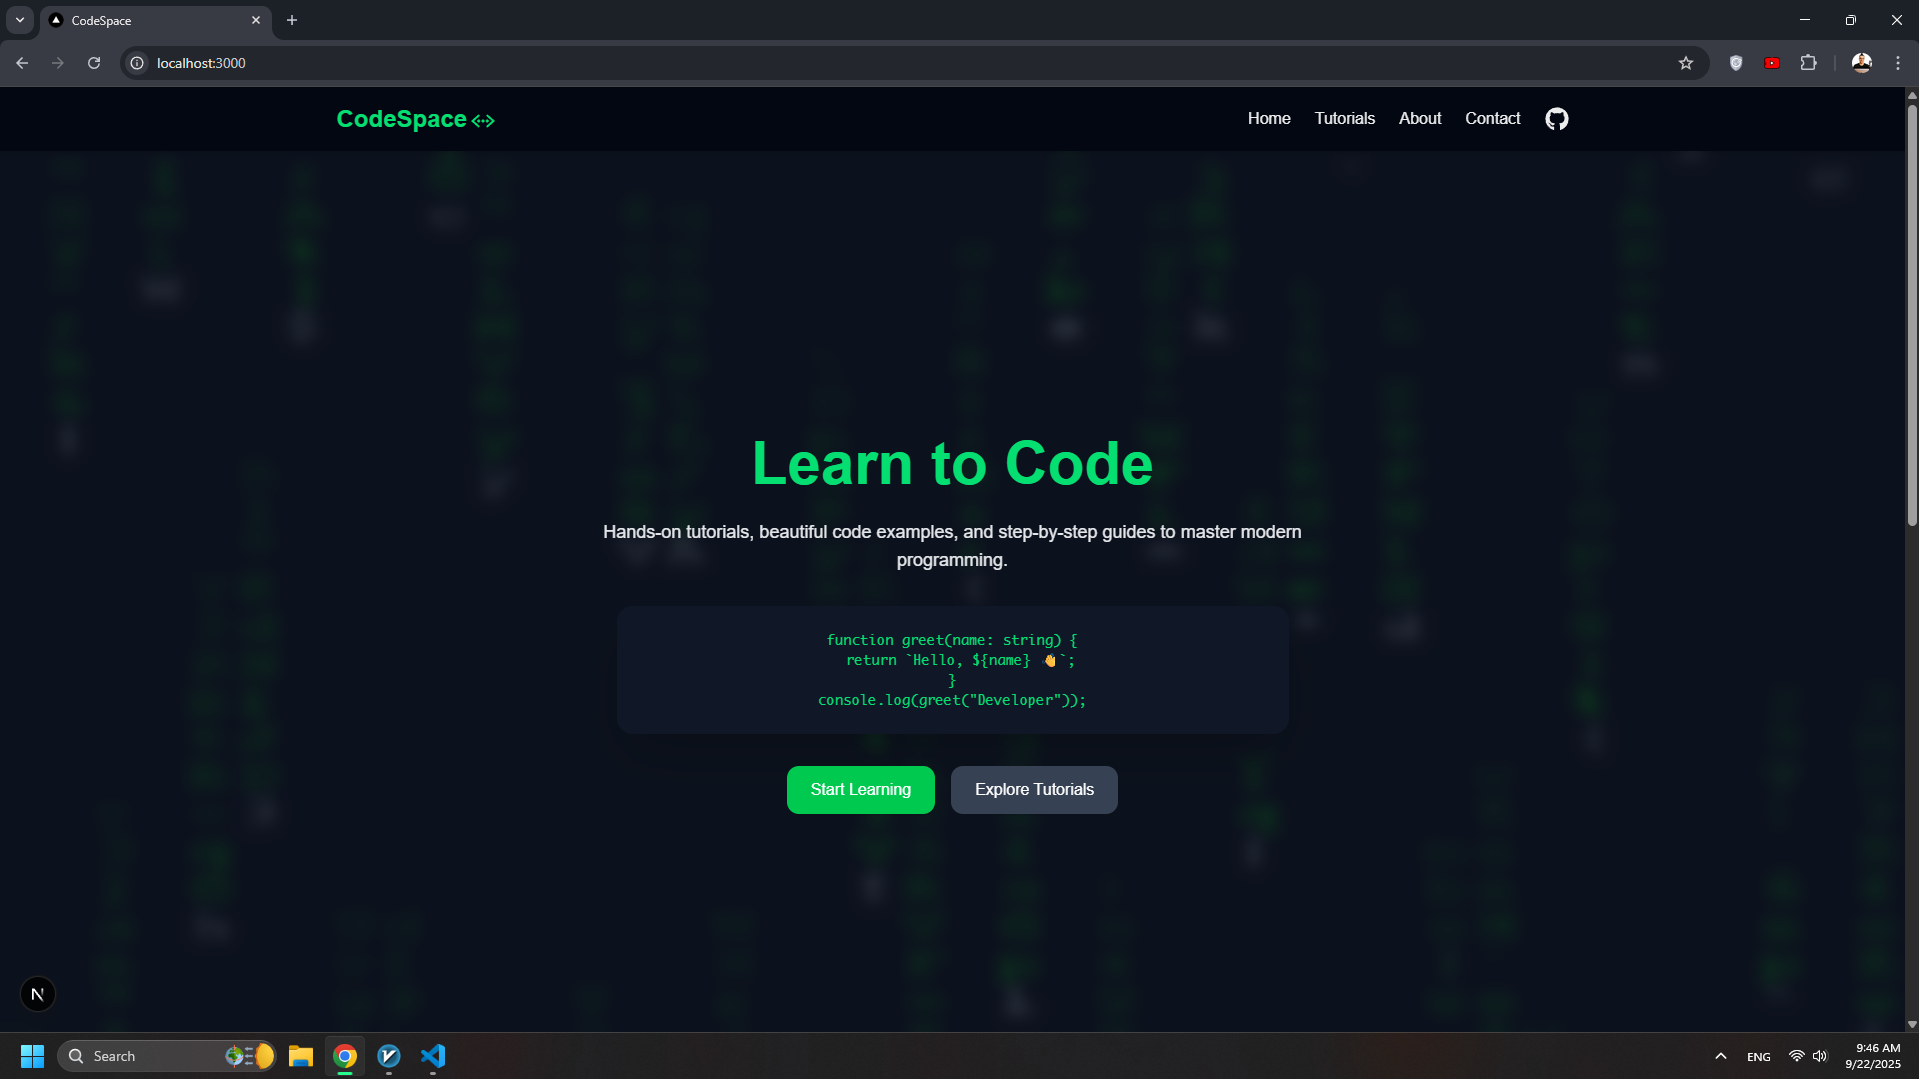 CodeSpace
localhost:3000
CodeSpace
Home Tutorials About Contact
Learn to Code
Hands-on tutorials, beautiful code examples, and step-by-step guides to master modern
programming.
function greet(name: string) {
return `Hello, ${name} 👋`;
}
console.log(greet("Developer"));
Start Learning Explore Tutorials
N
Search
ENG
9:46 AM
9/22/2025